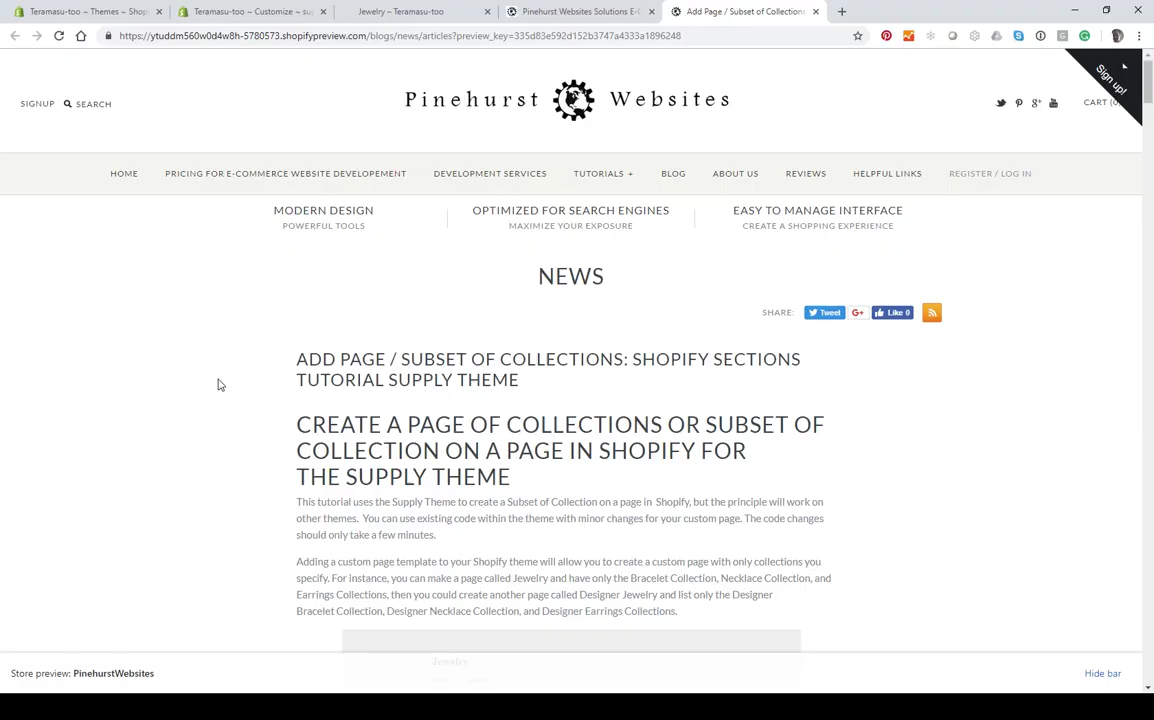 Teramasu-too ~ Themes ~ Shop
Teramasu-too ~ Customize ~ su
Jewelry – Teramasu-too
Pinehurst Websites Solutions E-C
Add Page / Subset of Collections
https://ytuddm560w0d4w8h-5780573.shopifypreview.com/blogs/news/articles?preview_key=335d83e592d152b3747a4333a1896248
Sign up!
SIGNUP SEARCH
Pinehurst Websites
CART (0)
HOME PRICING FOR E-COMMERCE WEBSITE DEVELOPEMENT DEVELOPMENT SERVICES TUTORIALS + BLOG ABOUT US REVIEWS HELPFUL LINKS REGISTER / LOG IN
MODERN DESIGN OPTIMIZED FOR SEARCH ENGINES EASY TO MANAGE INTERFACE
POWERFUL TOOLS MAXIMIZE YOUR EXPOSURE CREATE A SHOPPING EXPERIENCE
NEWS
SHARE: Tweet G+ Like 0
ADD PAGE / SUBSET OF COLLECTIONS: SHOPIFY SECTIONS
TUTORIAL SUPPLY THEME
CREATE A PAGE OF COLLECTIONS OR SUBSET OF
COLLECTION ON A PAGE IN SHOPIFY FOR
THE SUPPLY THEME
This tutorial uses the Supply Theme to create a Subset of Collection on a page in Shopify, but the principle will work on
other themes. You can use existing code within the theme with minor changes for your custom page. The code changes
should only take a few minutes.
Adding a custom page template to your Shopify theme will allow you to create a custom page with only collections you
specify. For instance, you can make a page called Jewelry and have only the Bracelet Collection, Necklace Collection, and
Earrings Collections, then you could create another page called Designer Jewelry and list only the Designer
Bracelet Collection, Designer Necklace Collection, and Designer Earrings Collections.
Jewelry
Store preview: PinehurstWebsites
Hide bar